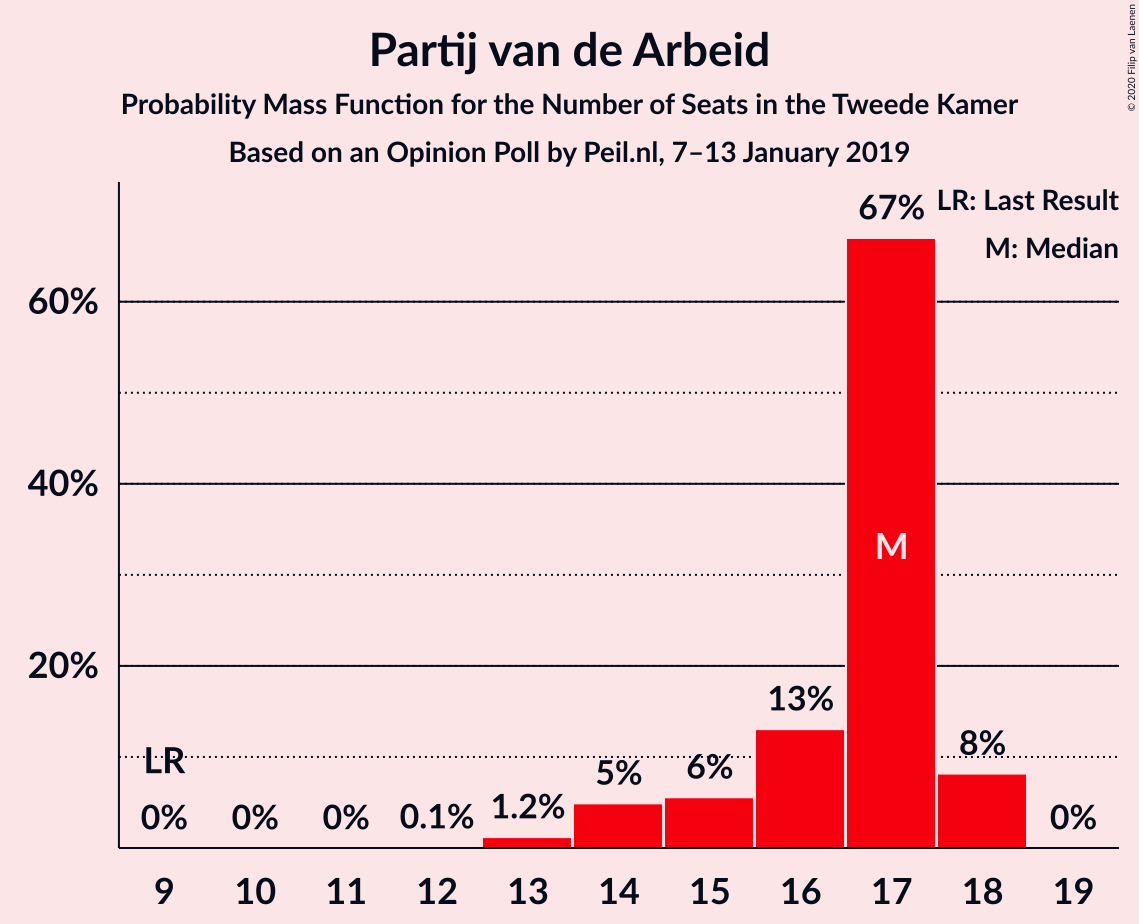 Partij van de Arbeid
Probability Mass Function for the Number of Seats in the Tweede Kamer
Based on an Opinion Poll by Peil.nl, 7–13 January 2019
© 2020 Filip van Laenen
LR: Last Result
M: Median
60%
40%
20%
LR
0%
0%
0%
0.1%
1.2%
5%
6%
13%
67%
M
8%
0%
9 10 11 12 13 14 15 16 17 18 19